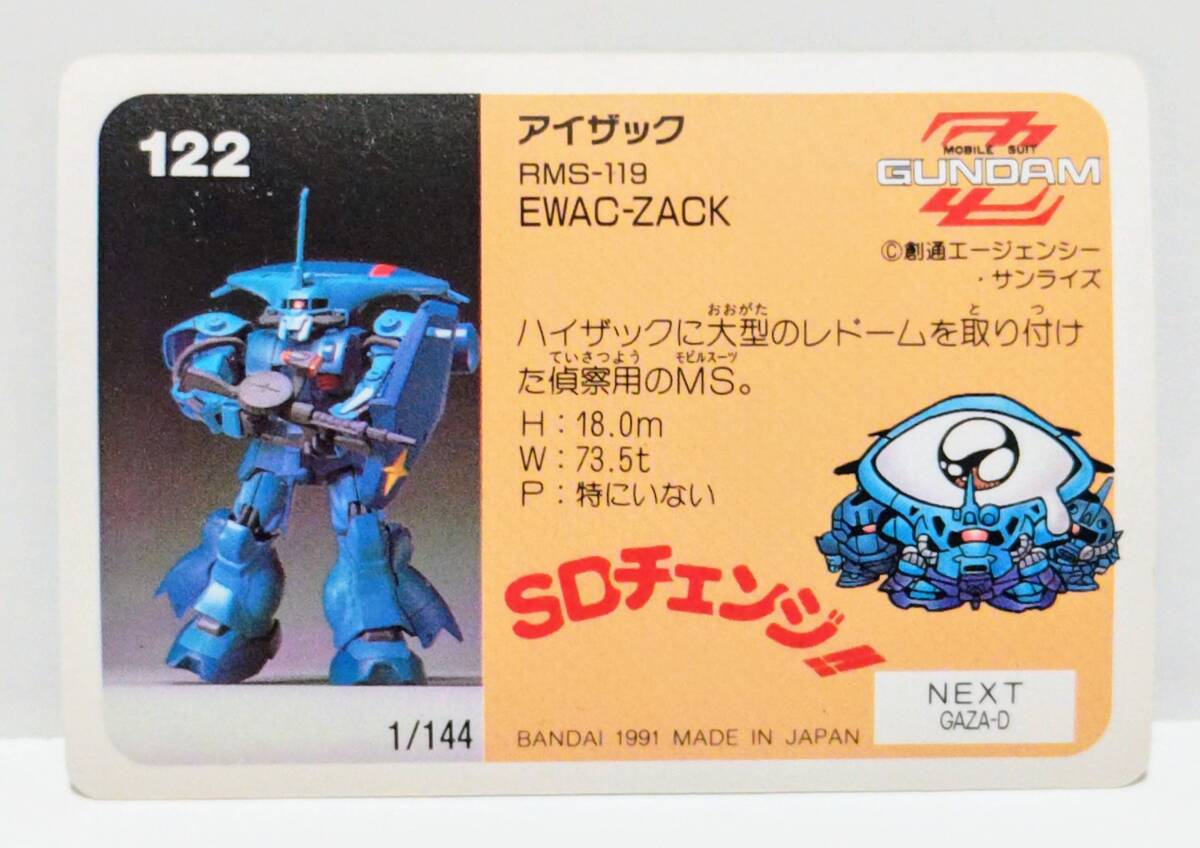 122
アイザック
RMS-119
EWAC-ZACK
MOBILE SUIT
GUNDAM
©創通エージェンシー
・サンライズ
おおがた と つ
ハイザックに大型のレドームを取り付け
ていさつよう モビルスーツ
た偵察用のMS。
H:18.0m
W:73.5t
P:特にいない
SDチェンジ!!
NEXT
GAZA-D
1/144
BANDAI 1991 MADE IN JAPAN